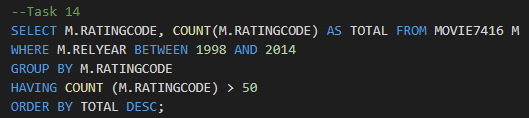 --Task 14
SELECT M.RATINGCODE, COUNT(M.RATINGCODE) AS TOTAL FROM MOVIE7416 M
WHERE M.RELYEAR BETWEEN 1998 AND 2014
GROUP BY M.RATINGCODE
HAVING COUNT (M.RATINGCODE) > 50
ORDER BY TOTAL DESC;